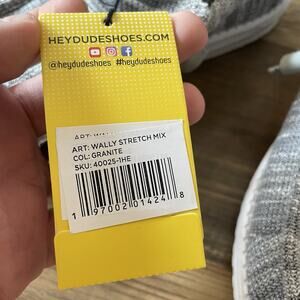 HEYDUDESHOES.COM
@heydudeshoes #heydudeshoes
ART: WALLY STRETCH MIX
COL: GRANITE
SKU: 40025-1HE
1 97002 01424 8